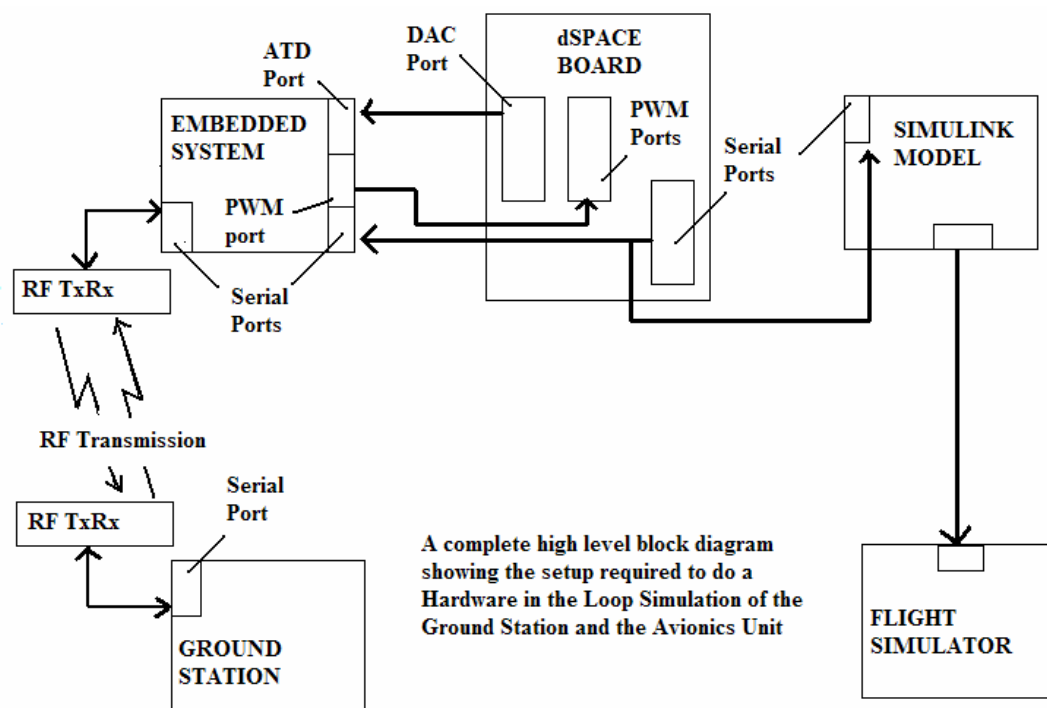 ATD
Port
DAC
Port
dSPACE
BOARD
EMBEDDED
SYSTEM
PWM
Ports
Serial
Ports
SIMULINK
MODEL
PWM
port
RF TxRx
Serial
Ports
RF Transmission
RF TxRx
Serial
Port
GROUND
STATION
A complete high level block diagram
showing the setup required to do a
Hardware in the Loop Simulation of the
Ground Station and the Avionics Unit
FLIGHT
SIMULATOR